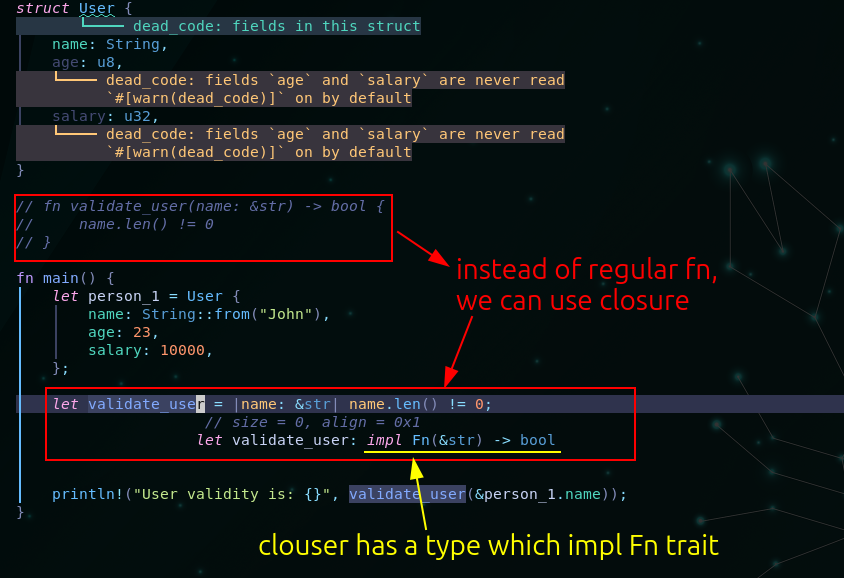 struct User {
└──── dead_code: fields in this struct
name: String,
age: u8,
└──── dead_code: fields `age` and `salary` are never read
`#[warn(dead_code)]` on by default
salary: u32,
└──── dead_code: fields `age` and `salary` are never read
`#[warn(dead_code)]` on by default
}
// fn validate_user(name: &str) -> bool {
//     name.len() != 0
// }
instead of regular fn,
we can use closure
fn main() {
let person_1 = User {
name: String::from("John"),
age: 23,
salary: 10000,
};
let validate_user = |name: &str| name.len() != 0;
// size = 0, align = 0x1
let validate_user: impl Fn(&str) -> bool
println!("User validity is: {}", validate_user(&person_1.name));
}
clouser has a type which impl Fn trait